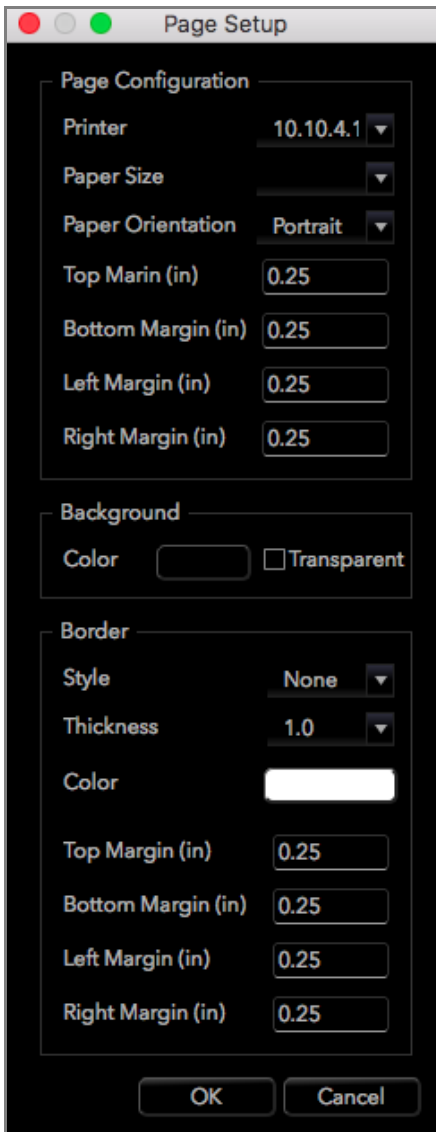 Page Setup
Page Configuration
Printer 10.10.4.1
Paper Size
Paper Orientation Portrait
Top Marin (in) 0.25
Bottom Margin (in) 0.25
Left Margin (in) 0.25
Right Margin (in) 0.25
Background
Color Transparent
Border
Style None
Thickness 1.0
Color
Top Margin (in) 0.25
Bottom Margin (in) 0.25
Left Margin (in) 0.25
Right Margin (in) 0.25
OK Cancel